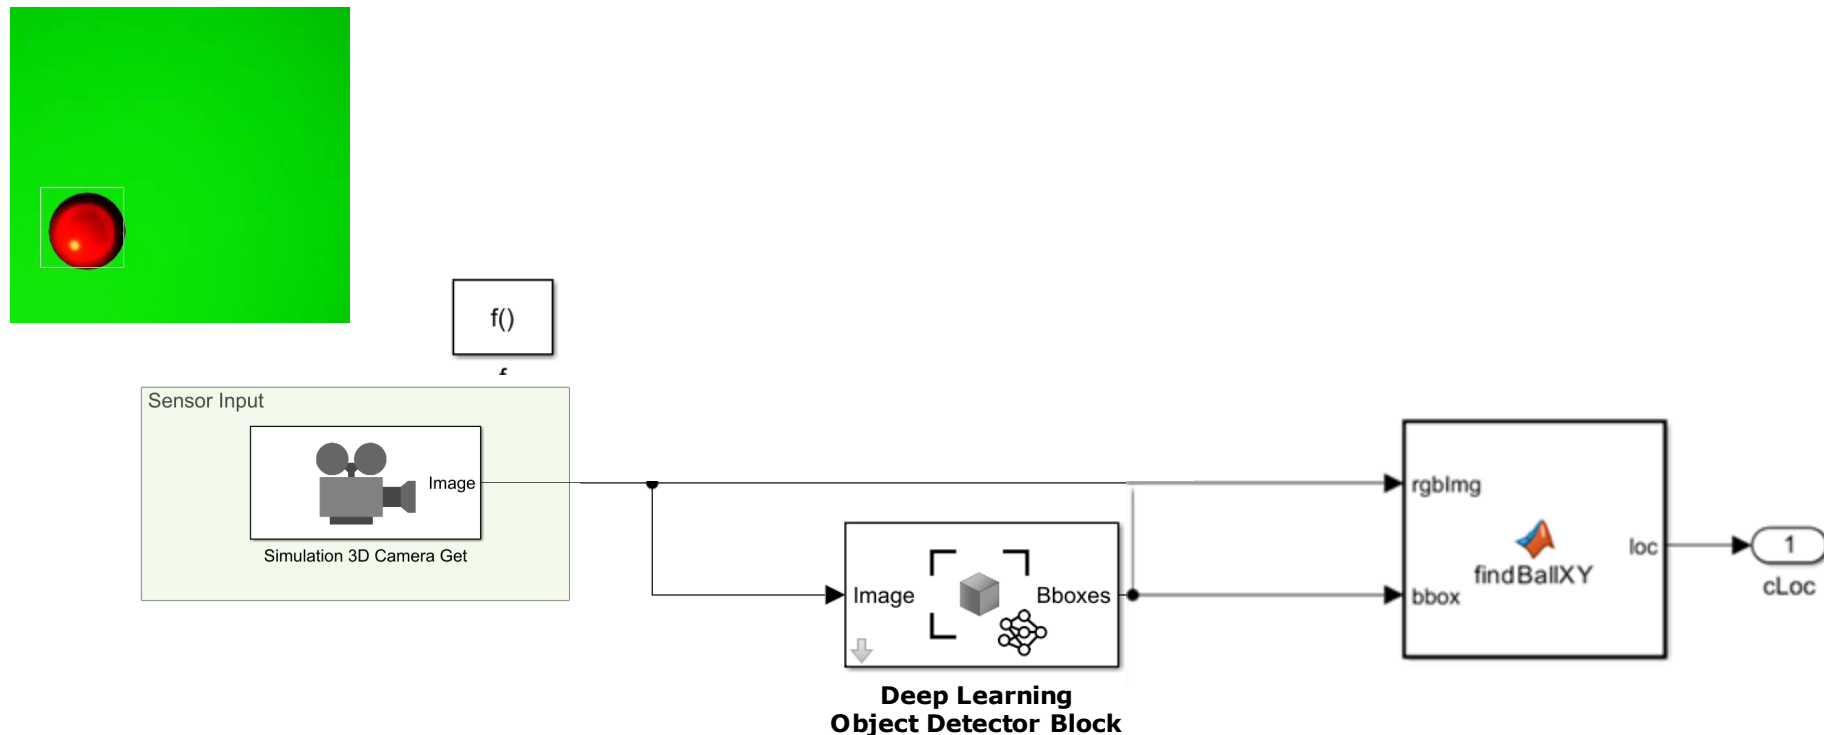 f()
Sensor Input
Image
Simulation 3D Camera Get
Image
Bboxes
Deep Learning
Object Detector Block
rgbImg
bbox
findBallXY
loc
1
cLoc